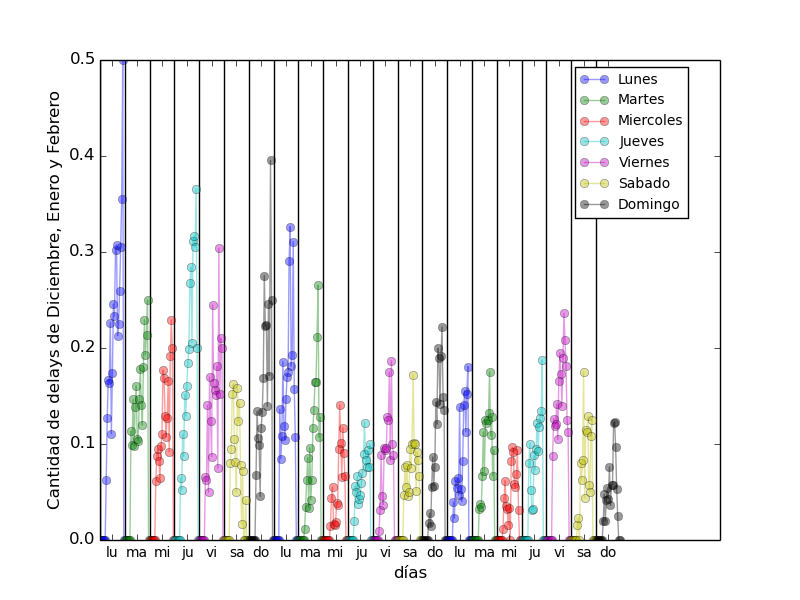 Cantidad de delays de Diciembre, Enero y Febrero
0.5
0.4
0.3
0.2
0.1
0.0
lu ma mi ju vi sa do lu ma mi ju vi sa do lu ma mi ju vi sa do
días
Lunes
Martes
Miercoles
Jueves
Viernes
Sabado
Domingo